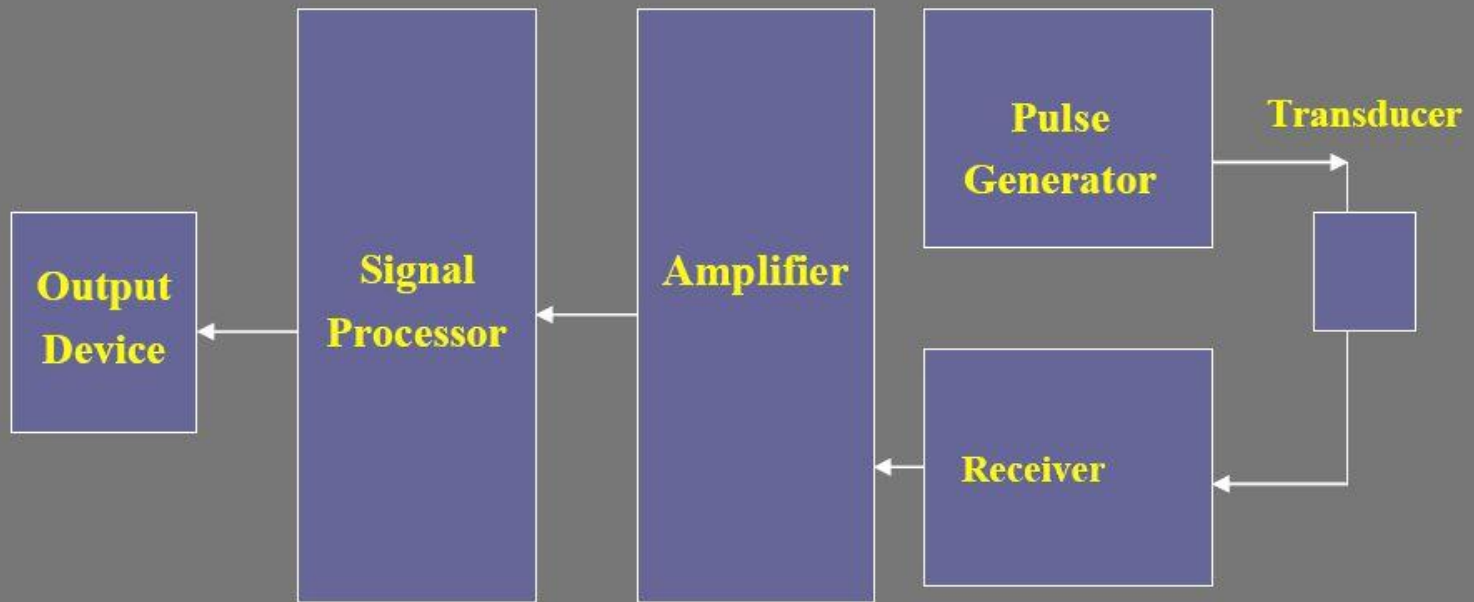 Output
Device
Signal
Processor
Amplifier
Pulse
Generator
Transducer
Receiver